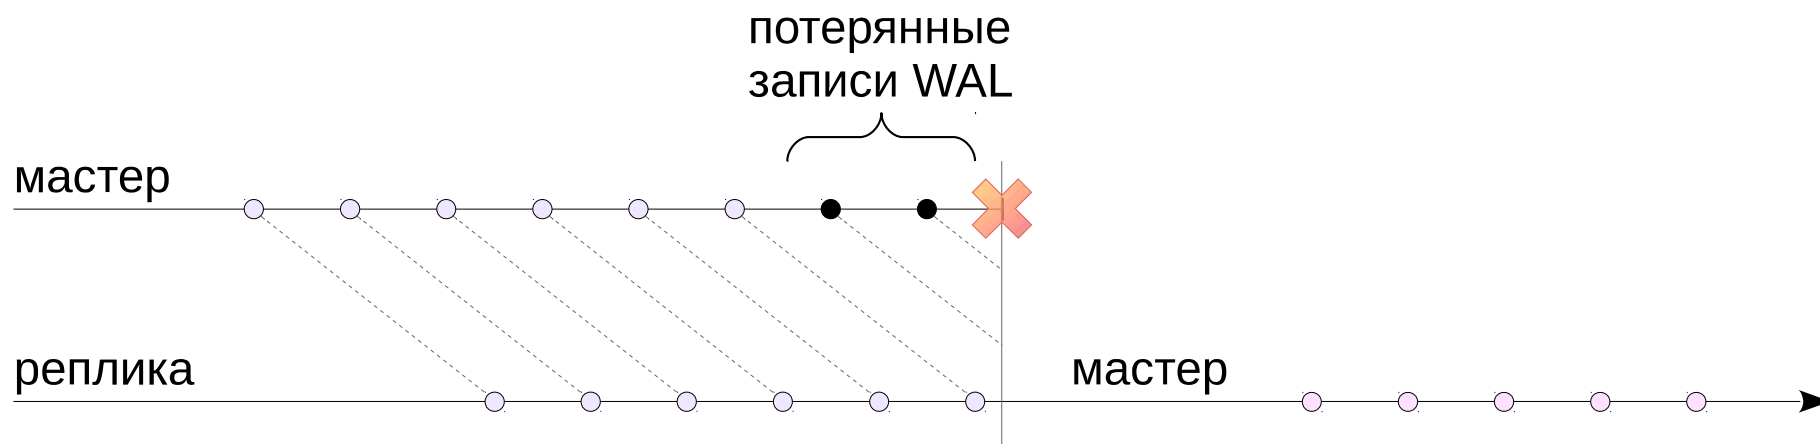 потерянные
записи WAL
мастер
реплика
мастер